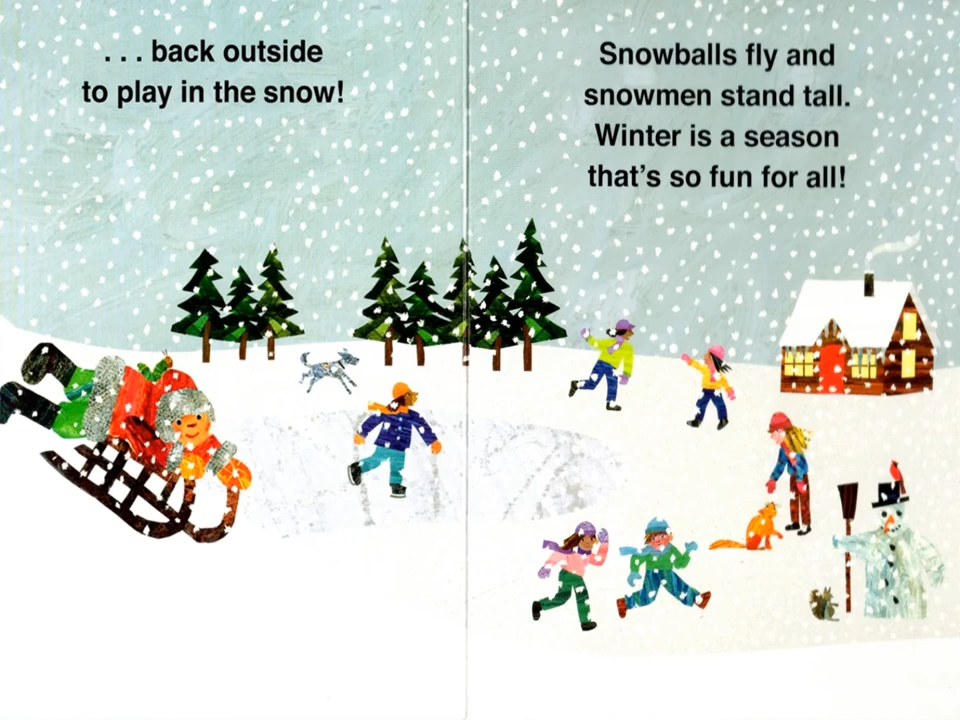 . . . back outside
to play in the snow!
Snowballs fly and
snowmen stand tall.
Winter is a season
that's so fun for all!